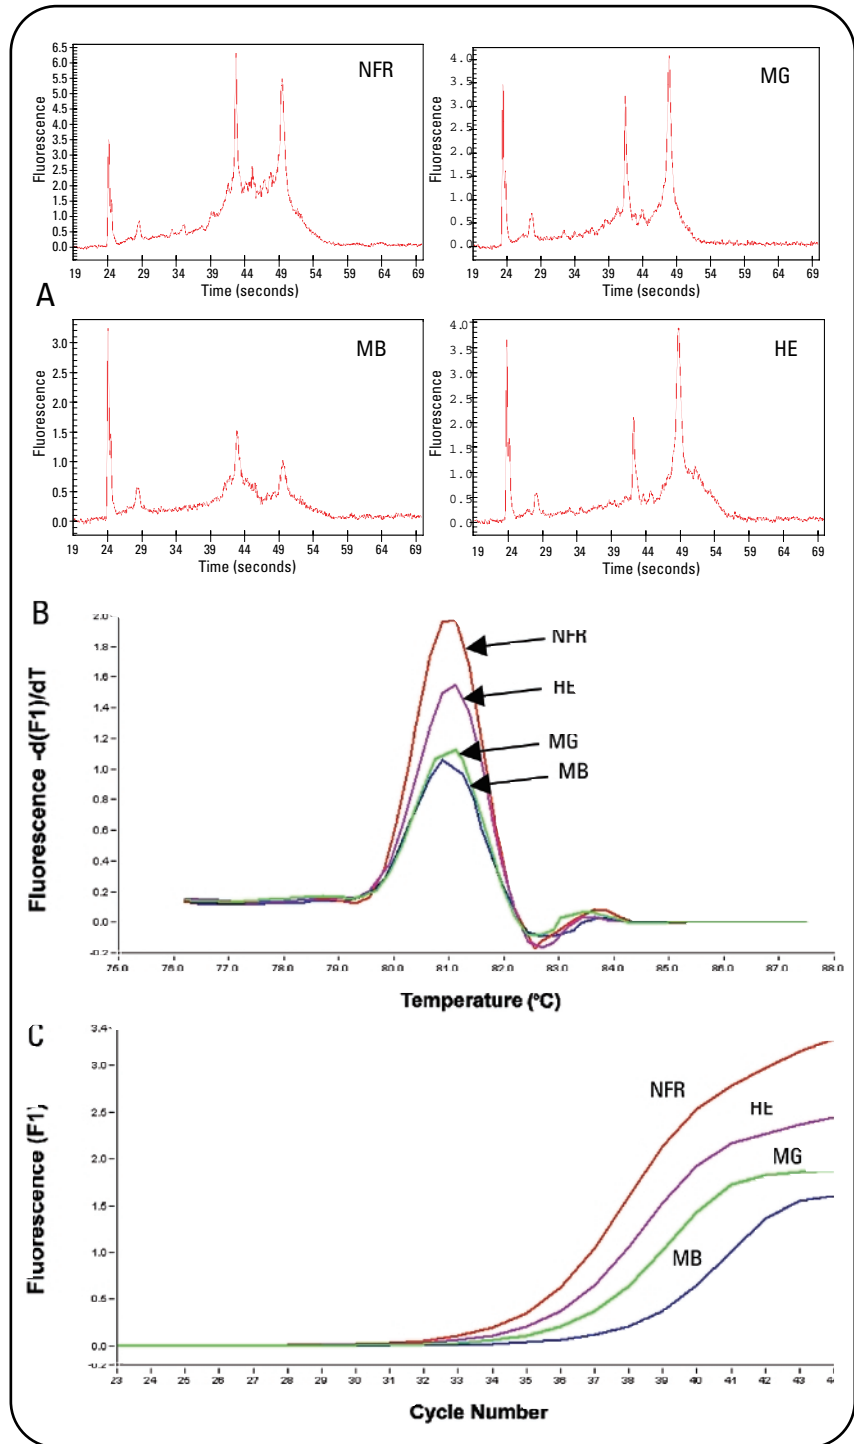 NFR
Fluorescence
6.5
6.0
5.5
5.0
4.5
4.0
3.5
3.0
2.5
2.0
1.5
1.0
0.5
0.0
19 24 29 34 39 44 49 54 59 64 69
Time (seconds)
MG
Fluorescence
4.0
3.5
3.0
2.5
2.0
1.5
1.0
0.5
0.0
19 24 29 34 39 44 49 54 59 64 69
Time (seconds)
A
MB
Fluorescence
3.0
2.5
2.0
1.5
1.0
0.5
0.0
19 24 29 34 39 44 49 54 59 64 69
Time (seconds)
HE
Fluorescence
4.0
3.5
3.0
2.5
2.0
1.5
1.0
0.5
0.0
19 24 29 34 39 44 49 54 59 64 69
Time (seconds)
B
Fluorescence -d(F1)/dT
2.0
1.8
1.6
1.4
1.2
1.0
0.8
0.6
0.4
0.2
0.0
-0.2
NFR
HE
MG
MB
75.0 76.0 77.0 78.0 79.0 80.0 81.0 82.0 83.0 84.0 85.0 86.0 87.0 88.0
Temperature (°C)
C
Fluorescence (F1)
3.4
3.0
2.5
2.0
1.5
1.0
0.5
0.0
-0.2
NFR
HE
MG
MB
23 24 25 26 27 28 29 30 31 32 33 34 35 36 37 38 39 40 41 42 43
Cycle Number